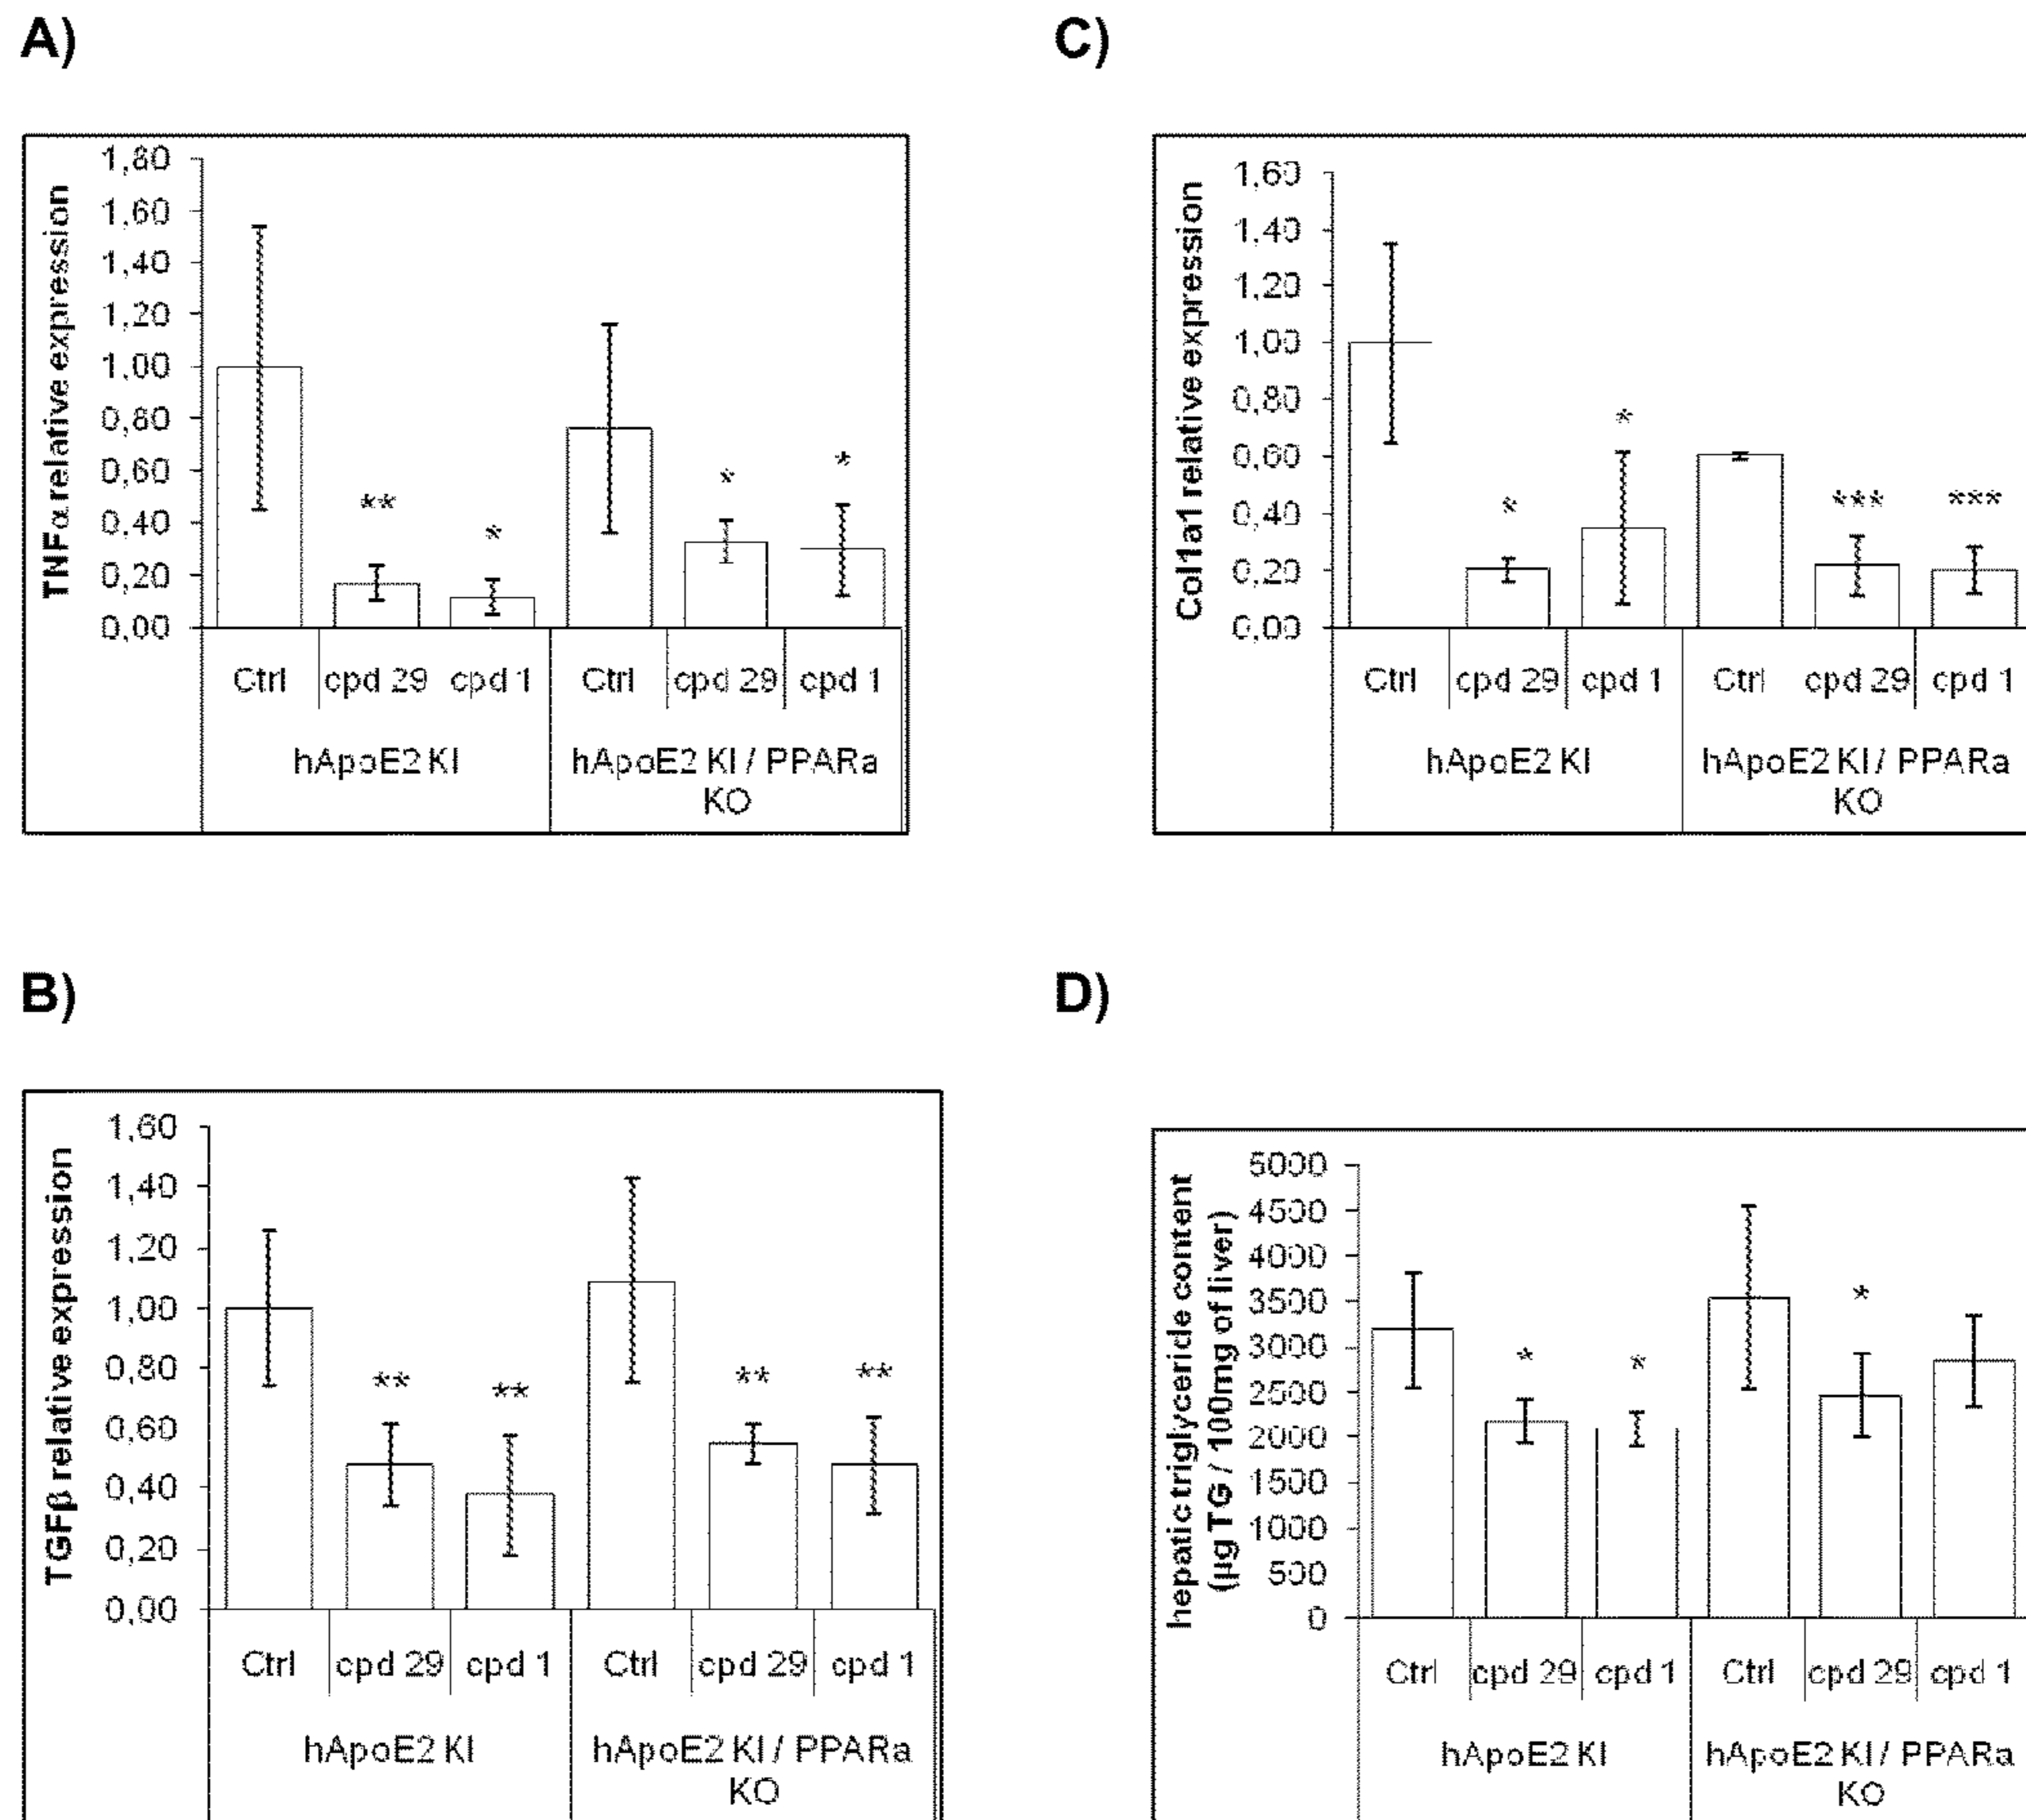 A)
TNFα relative expression
1,80
1,60
1,40
1,20
1,00
0,80
0,60
0,40
0,20
0,00
**
*
*
*
Ctrl cpd 29 cpd 1 Ctrl cpd 29 cpd 1
hApoE2 KI hApoE2 KI / PPARa
KO
C)
Col1a1 relative expression
1,60
1,40
1,20
1,00
0,80
0,60
0,40
0,20
0,00
*
*
***
***
Ctrl cpd 29 cpd 1 Ctrl cpd 29 cpd 1
hApoE2 KI hApoE2 KI / PPARa
KO
B)
TGFβ relative expression
1,60
1,40
1,20
1,00
0,80
0,60
0,40
0,20
0,00
**
**
**
**
Ctrl cpd 29 cpd 1 Ctrl cpd 29 cpd 1
hApoE2 KI hApoE2 KI / PPARa
KO
D)
hepatic triglyceride content
(µg TG / 100mg of liver)
5000
4500
4000
3500
3000
2500
2000
1500
1000
500
0
*
*
*
Ctrl cpd 29 cpd 1 Ctrl cpd 29 cpd 1
hApoE2 KI hApoE2 KI / PPARa
KO